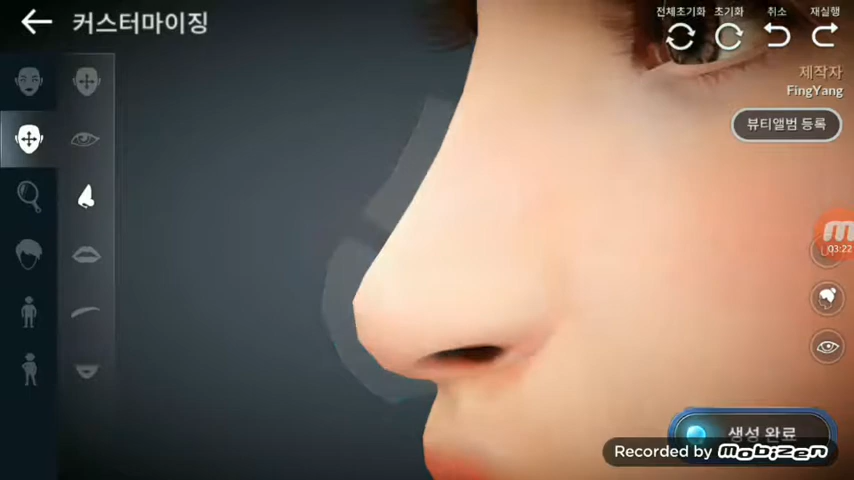 커스터마이징
전체초기화 초기화 취소 재실행
제작자
FingYang
뷰티앨범 등록
03:22
생성 완료
Recorded by mobizen